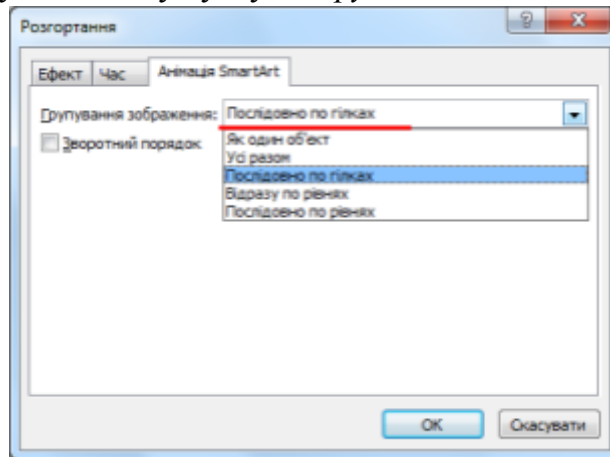 Розгортання
Ефект Час Анімація SmartArt
Групування зображення: Послідовно по гілках
Зворотний порядок
Як один об'єкт
Усі разом
Послідовно по гілках
Відразу по рівнях
Послідовно по рівнях
ОК Скасувати